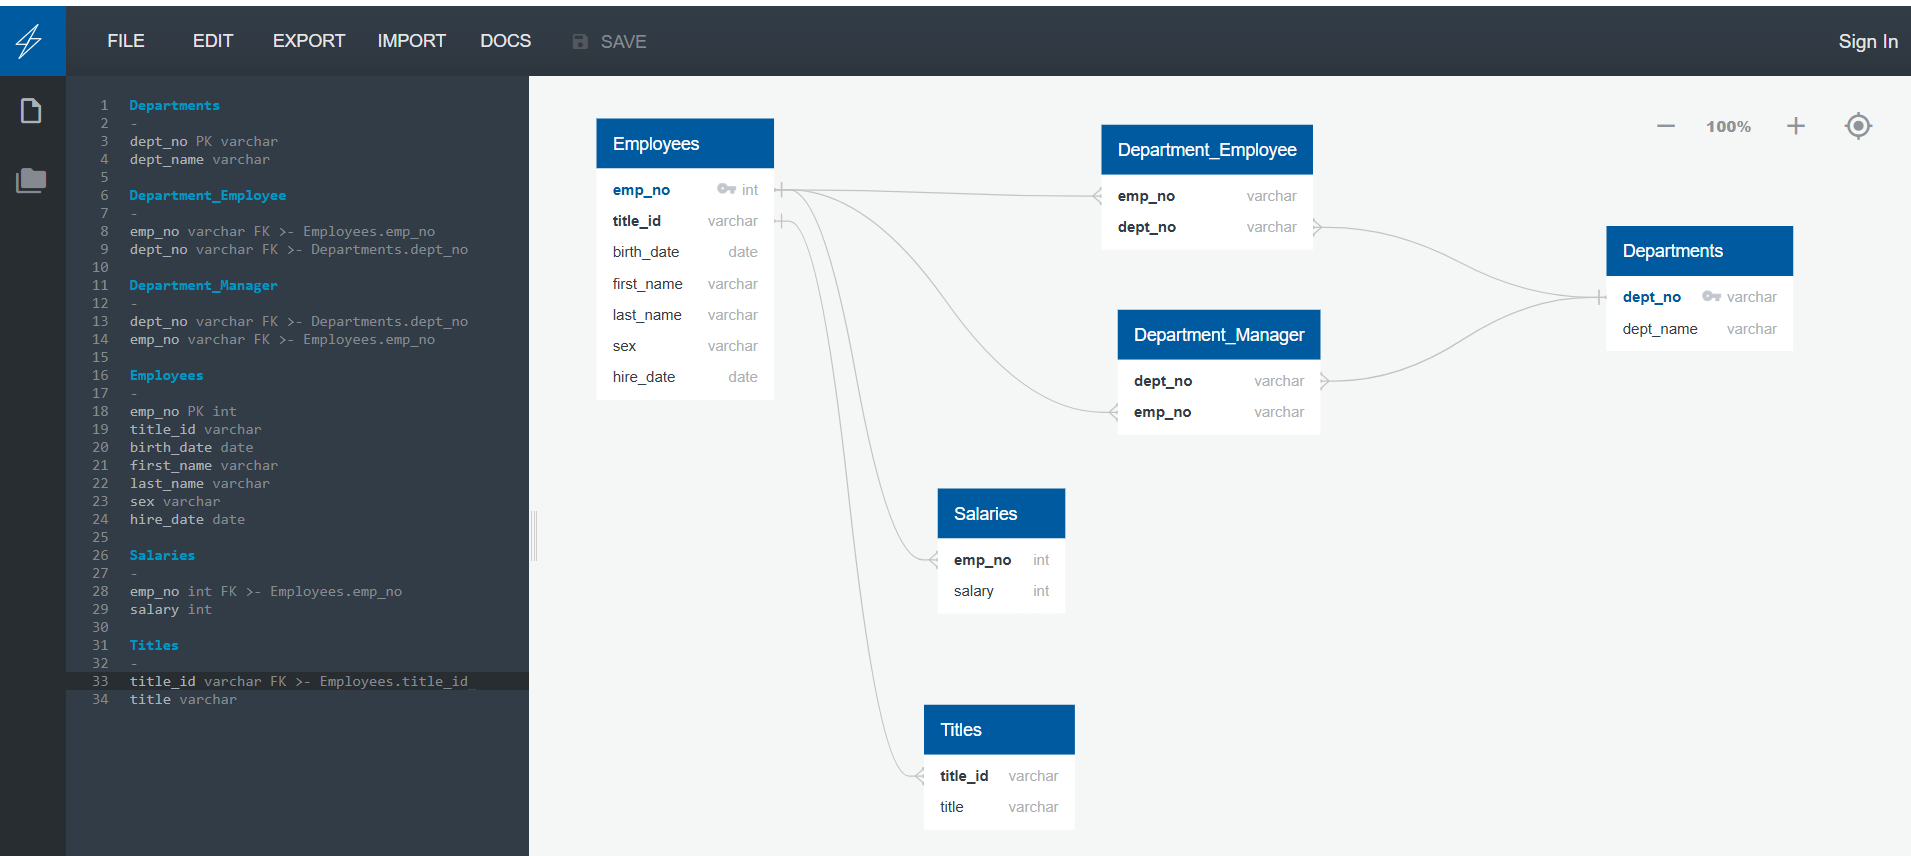 FILE EDIT EXPORT IMPORT DOCS SAVE Sign In
1 Departments
2 -
3 dept_no PK varchar
4 dept_name varchar
5
6 Department_Employee
7 -
8 emp_no varchar FK >- Employees.emp_no
9 dept_no varchar FK >- Departments.dept_no
10
11 Department_Manager
12 -
13 dept_no varchar FK >- Departments.dept_no
14 emp_no varchar FK >- Employees.emp_no
15
16 Employees
17 -
18 emp_no PK int
19 title_id varchar
20 birth_date date
21 first_name varchar
22 last_name varchar
23 sex varchar
24 hire_date date
25
26 Salaries
27 -
28 emp_no int FK >- Employees.emp_no
29 salary int
30
31 Titles
32 -
33 title_id varchar FK >- Employees.title_id
34 title varchar
100%
Employees
emp_no int
title_id varchar
birth_date date
first_name varchar
last_name varchar
sex varchar
hire_date date
Department_Employee
emp_no varchar
dept_no varchar
Departments
dept_no varchar
dept_name varchar
Department_Manager
dept_no varchar
emp_no varchar
Salaries
emp_no int
salary int
Titles
title_id varchar
title varchar